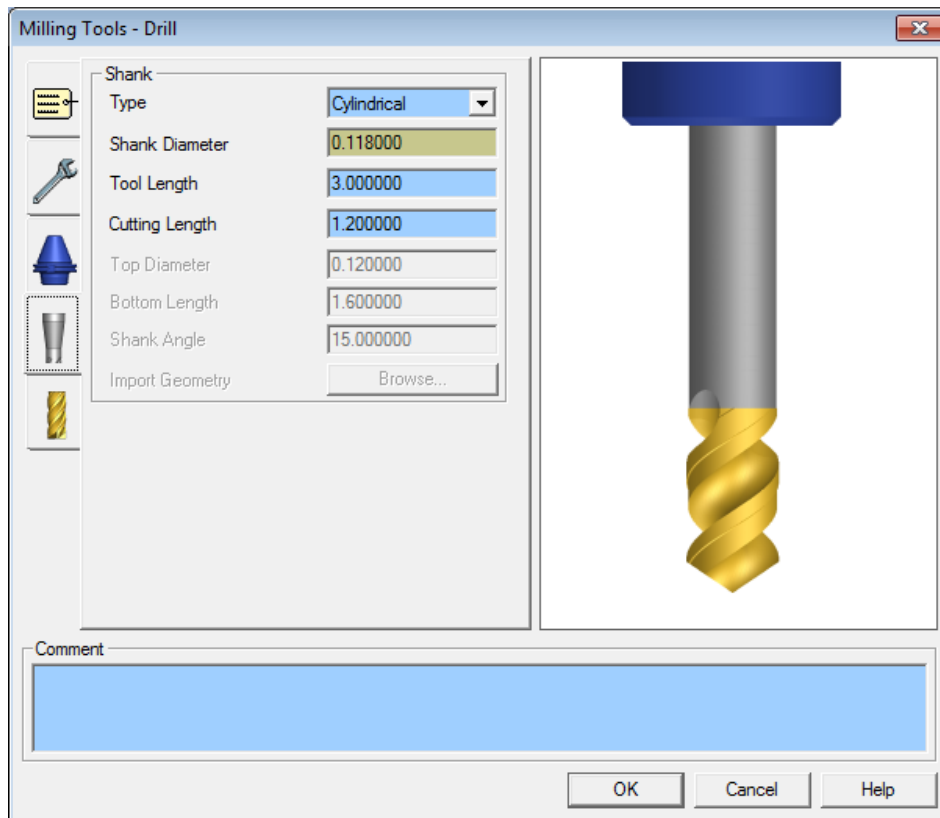 Milling Tools - Drill
Shank
Type Cylindrical
Shank Diameter 0.118000
Tool Length 3.000000
Cutting Length 1.200000
Top Diameter 0.120000
Bottom Length 1.600000
Shank Angle 15.000000
Import Geometry Browse...
Comment
OK Cancel Help